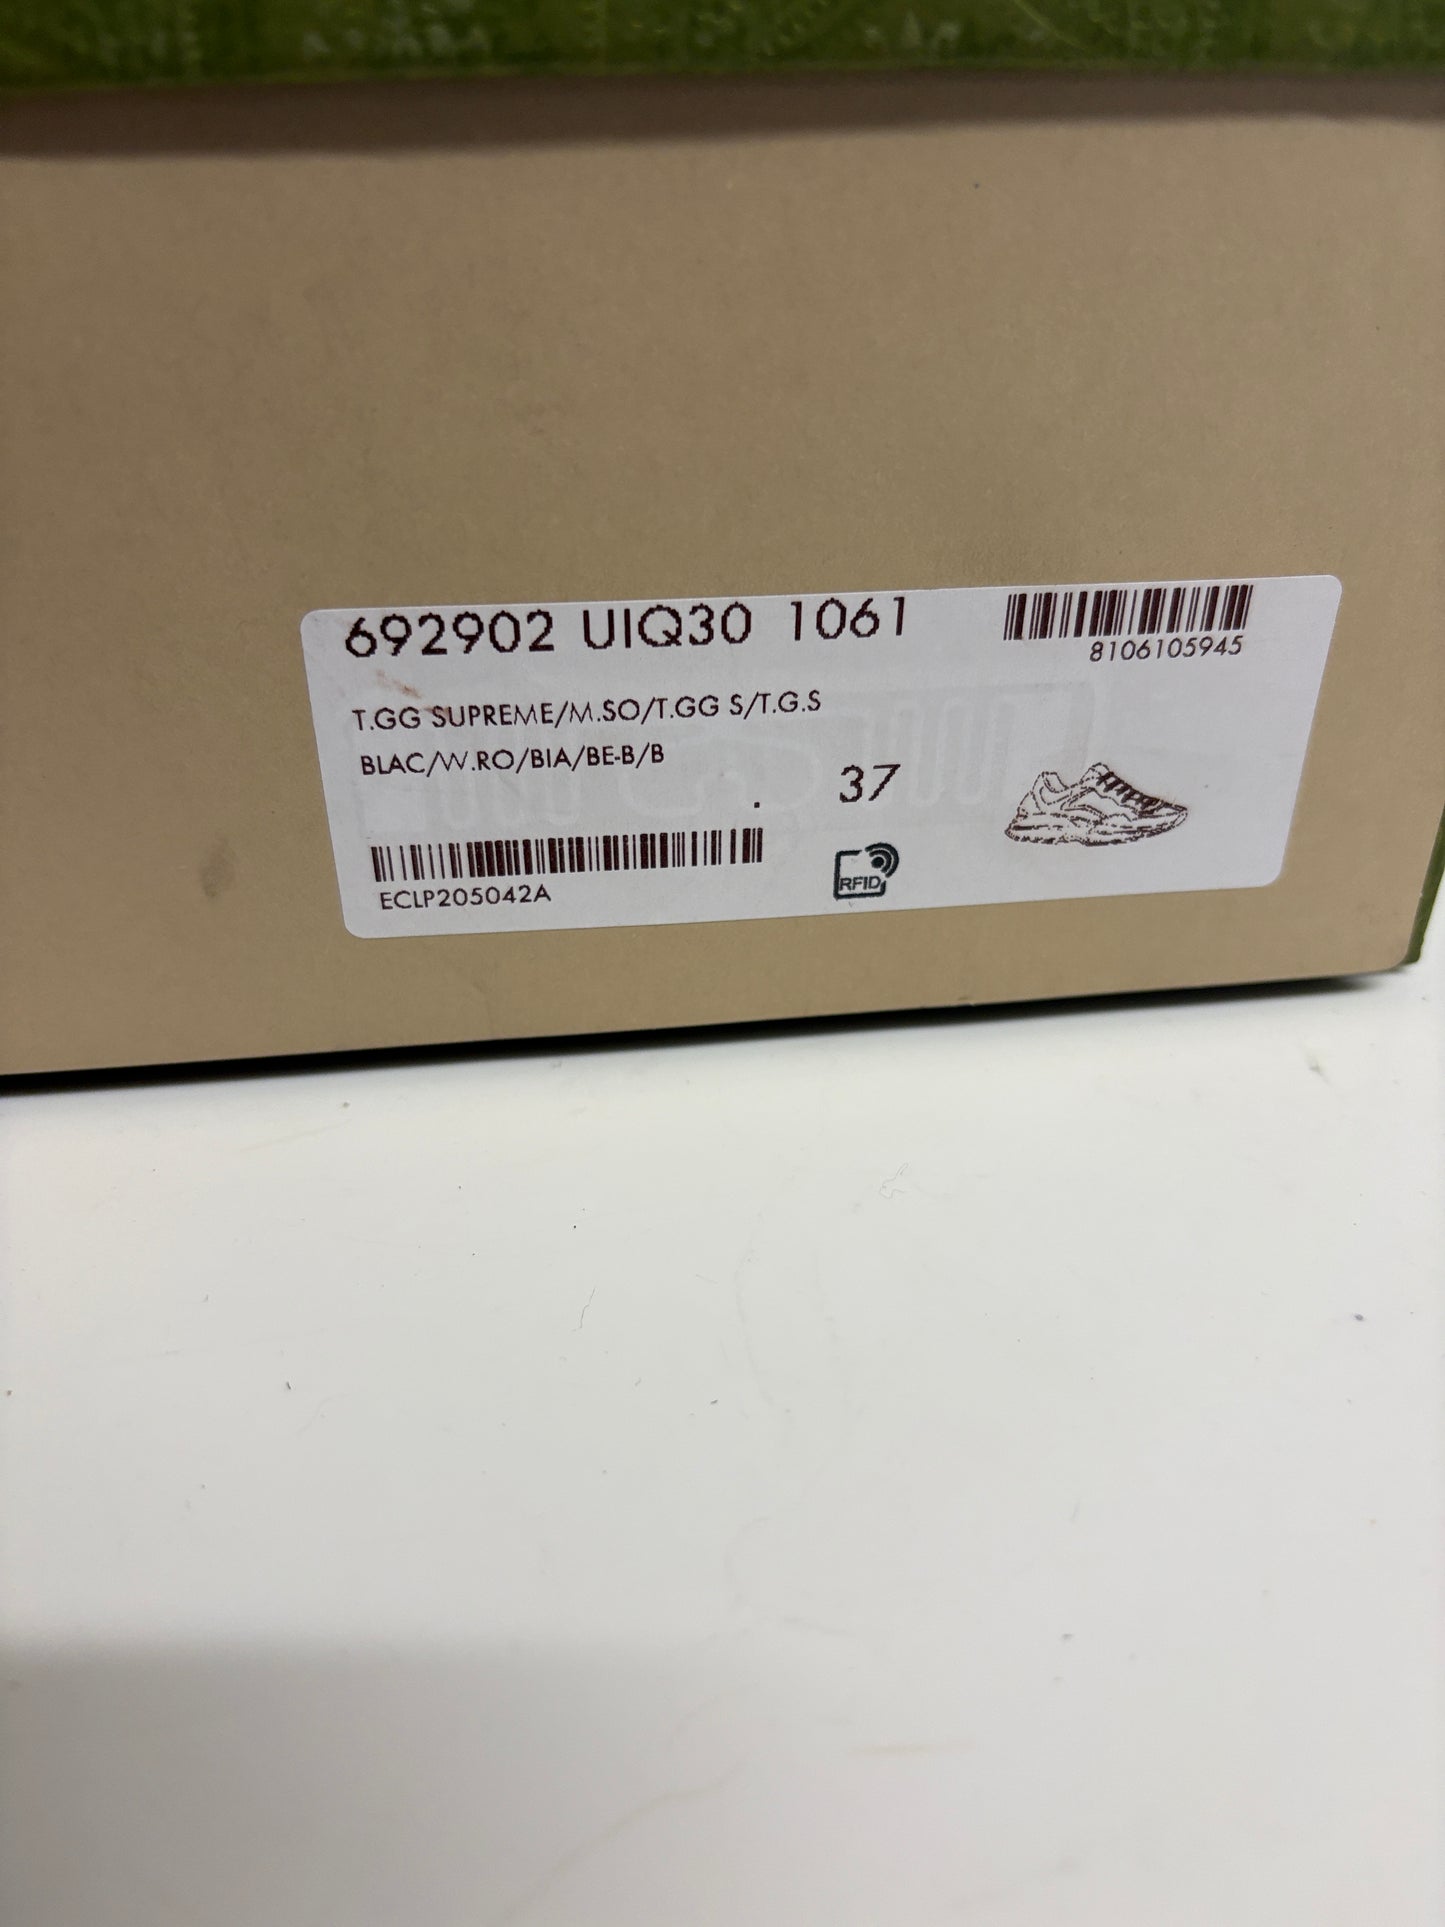 692902 UIQ30 1061
8106105945
T.GG SUPREME/M.SO/T.GG S/T.G.S
BLAC/W.RO/BIA/BE-B/B
. 37
ECLP205042A
RFID